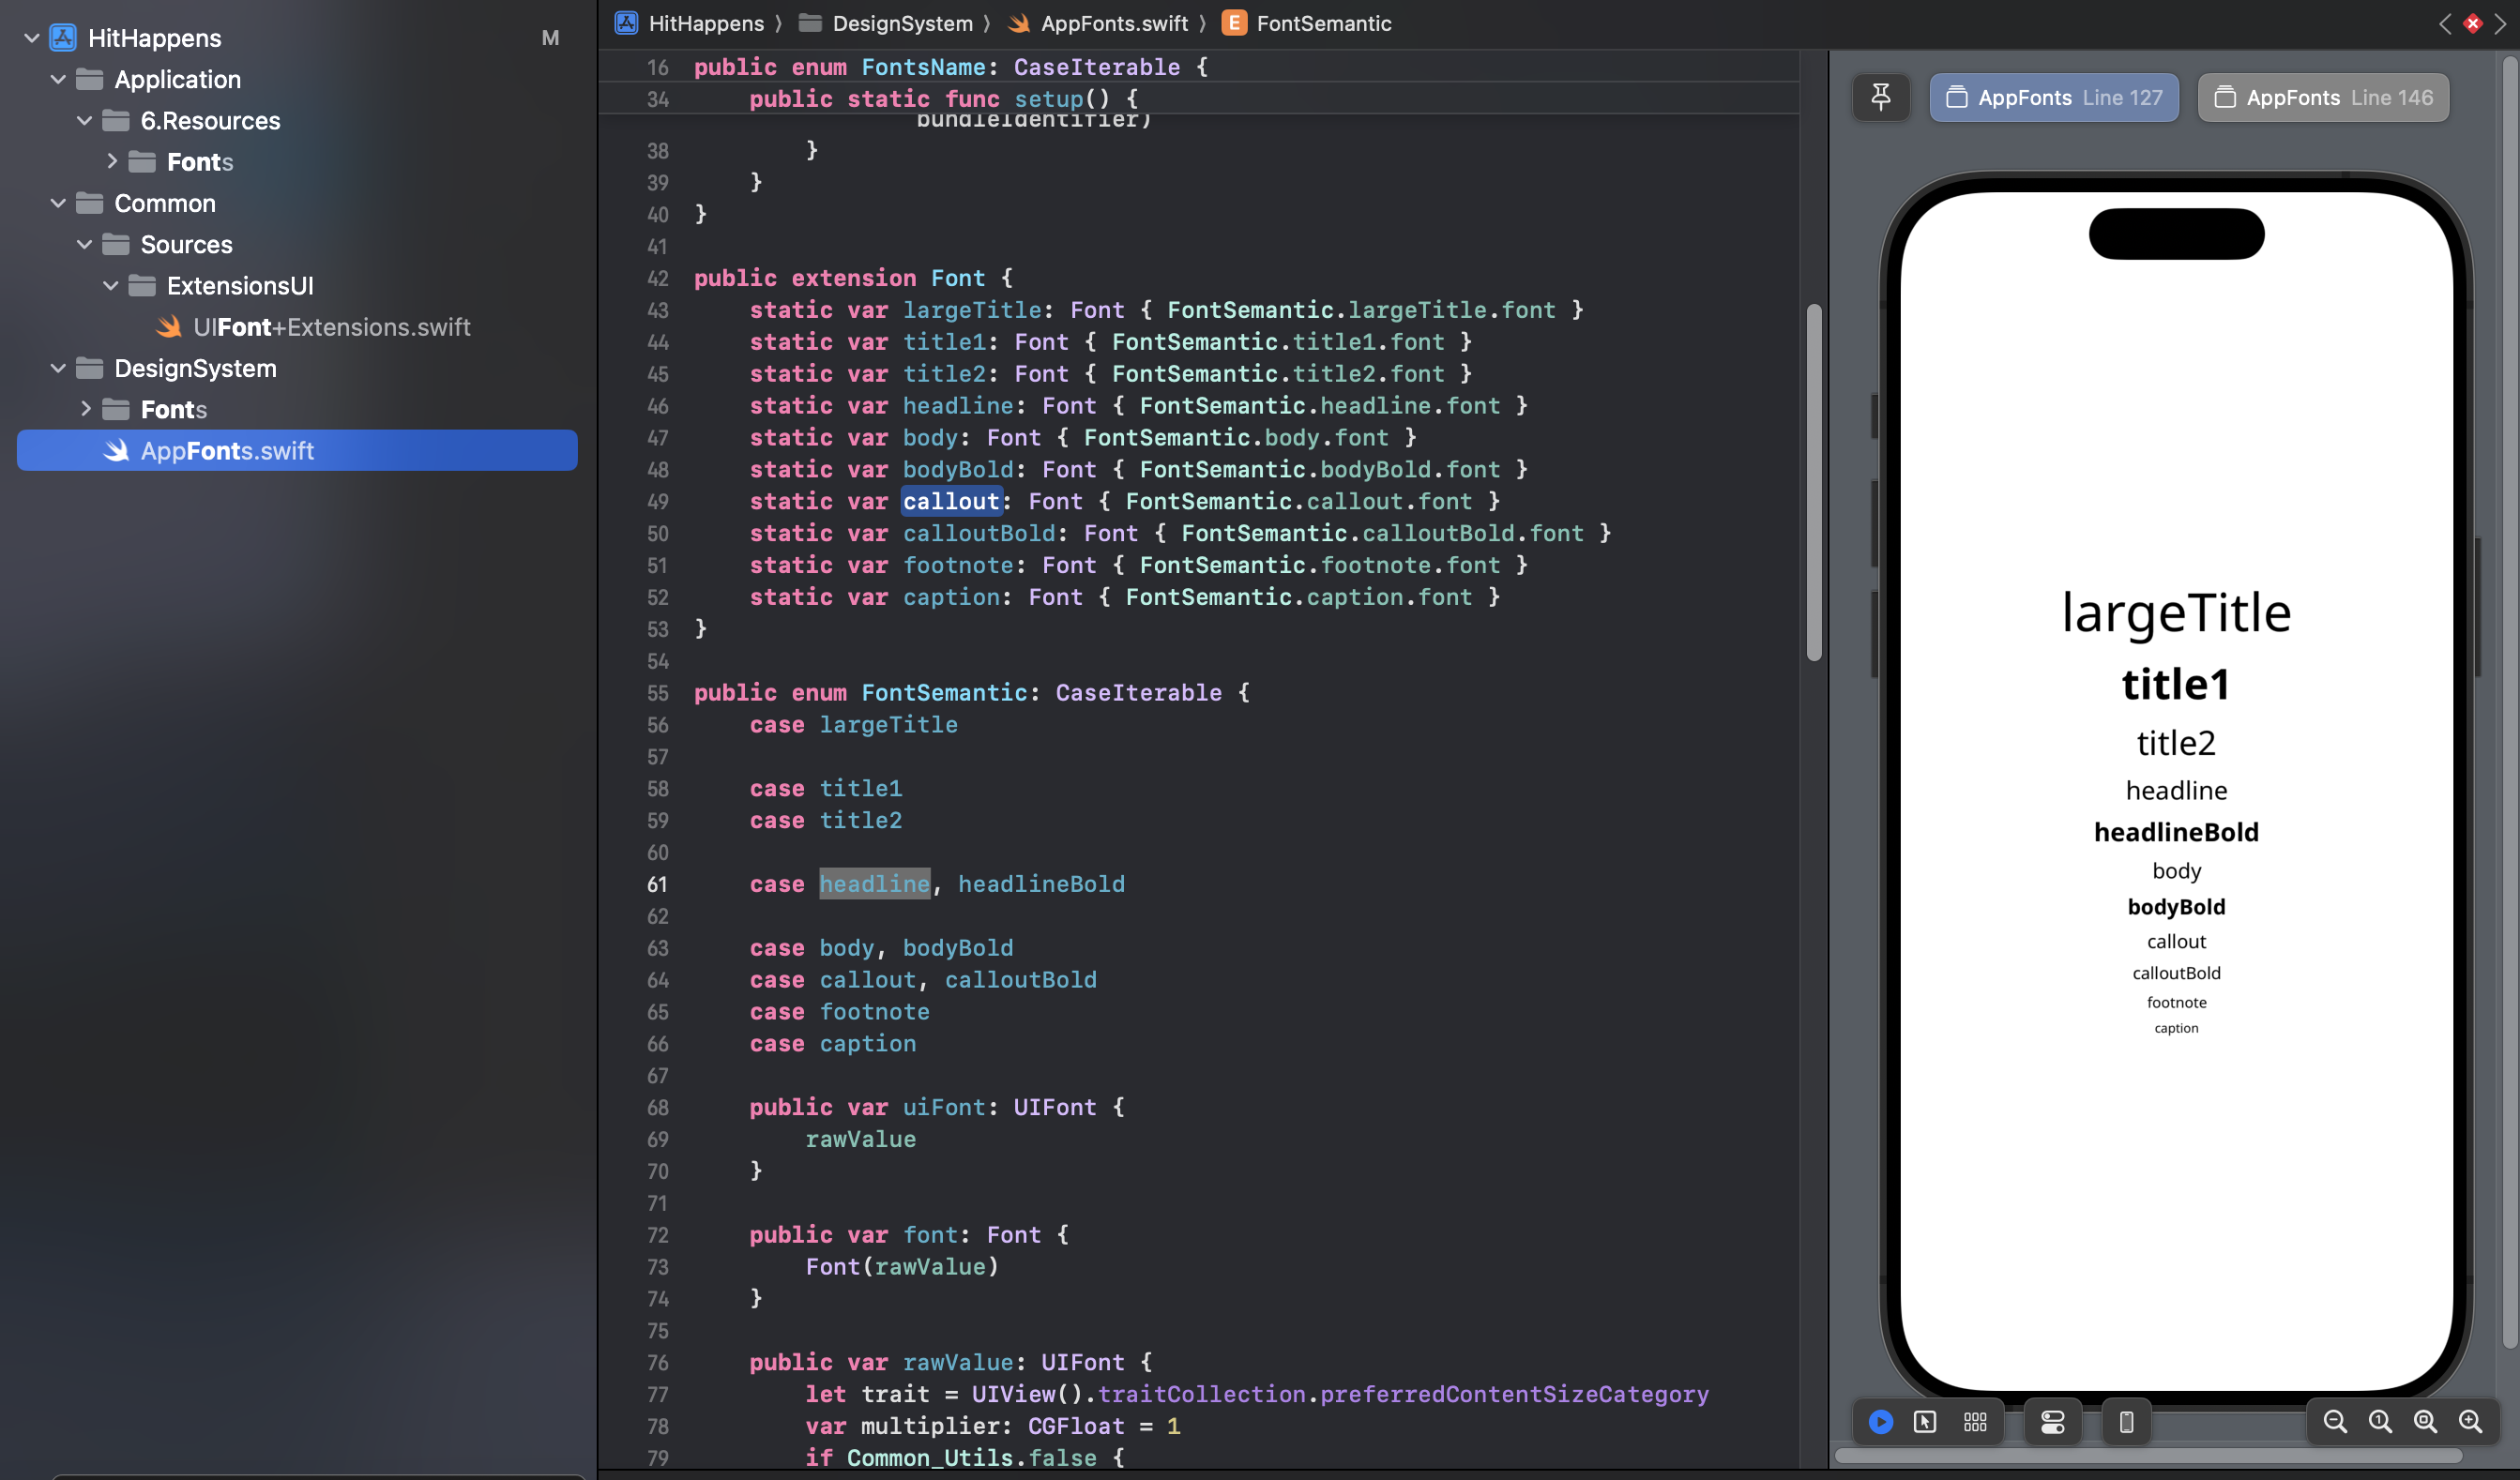 HitHappens M
Application
6.Resources
Fonts
Common
Sources
ExtensionsUI
UIFont+Extensions.swift
DesignSystem
Fonts
AppFonts.swift
HitHappens DesignSystem AppFonts.swift E FontSemantic
16 public enum FontsName: CaseIterable {
34 public static func setup() {
bundleIdentifier)
38 }
39 }
40 }
41
42 public extension Font {
43 static var largeTitle: Font { FontSemantic.largeTitle.font }
44 static var title1: Font { FontSemantic.title1.font }
45 static var title2: Font { FontSemantic.title2.font }
46 static var headline: Font { FontSemantic.headline.font }
47 static var body: Font { FontSemantic.body.font }
48 static var bodyBold: Font { FontSemantic.bodyBold.font }
49 static var callout: Font { FontSemantic.callout.font }
50 static var calloutBold: Font { FontSemantic.calloutBold.font }
51 static var footnote: Font { FontSemantic.footnote.font }
52 static var caption: Font { FontSemantic.caption.font }
53 }
54
55 public enum FontSemantic: CaseIterable {
56 case largeTitle
57
58 case title1
59 case title2
60
61 case headline, headlineBold
62
63 case body, bodyBold
64 case callout, calloutBold
65 case footnote
66 case caption
67
68 public var uiFont: UIFont {
69 rawValue
70 }
71
72 public var font: Font {
73 Font(rawValue)
74 }
75
76 public var rawValue: UIFont {
77 let trait = UIView().traitCollection.preferredContentSizeCategory
78 var multiplier: CGFloat = 1
79 if Common_Utils.false {
AppFonts Line 127
AppFonts Line 146
largeTitle
title1
title2
headline
headlineBold
body
bodyBold
callout
calloutBold
footnote
caption